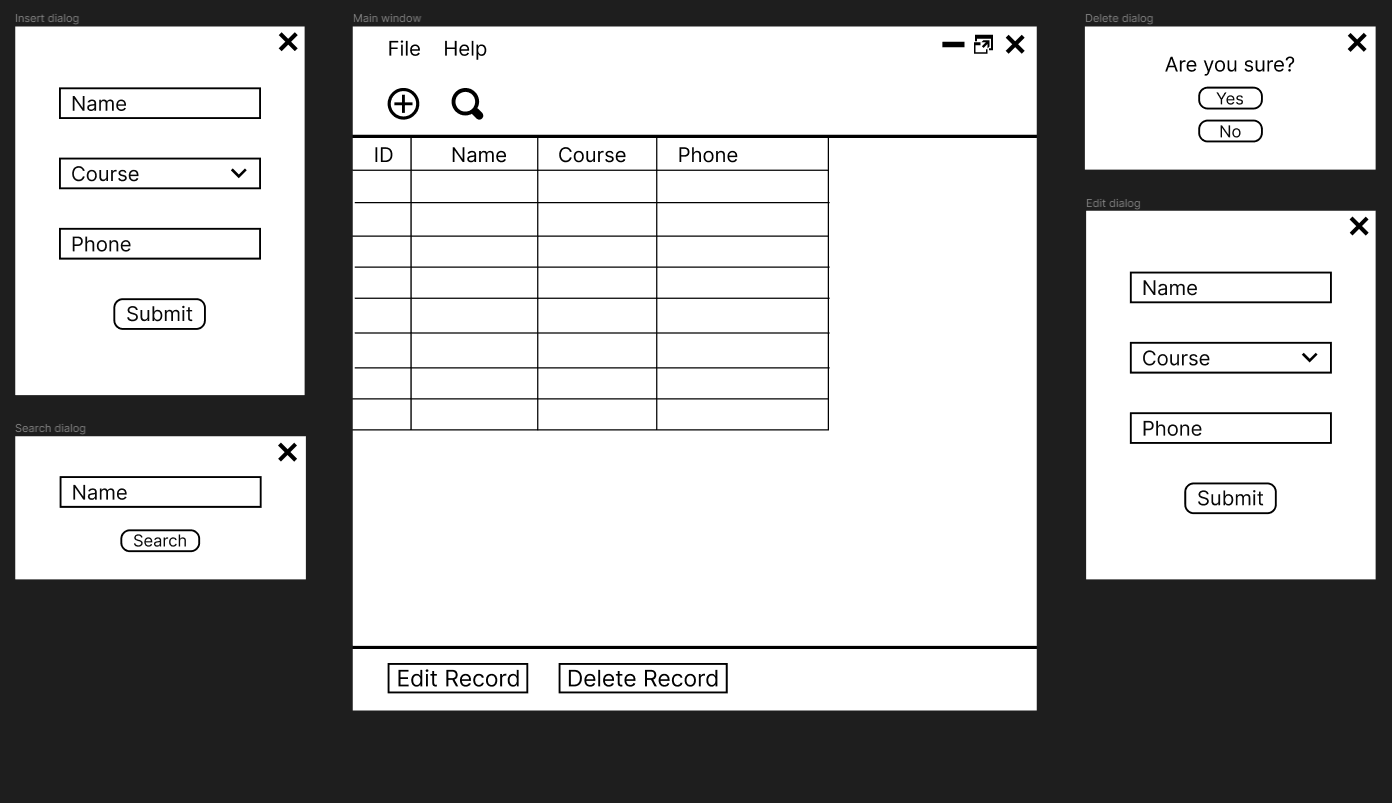 Insert dialog
Name
Course
Phone
Submit
Search dialog
Name
Search
Main window
File Help
ID Name Course Phone
Edit Record Delete Record
Delete dialog
Are you sure?
Yes
No
Edit dialog
Name
Course
Phone
Submit